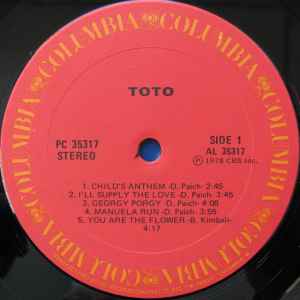 COLUMBIA COLUMBIA COLUMBIA COLUMBIA COLUMBIA COLUMBIA
TOTO
PC 35317
STEREO
SIDE 1
AL 35317
℗ 1978 CBS Inc.
1. CHILD'S ANTHEM -D. Paich- 2:45
2. I'LL SUPPLY THE LOVE -D. Paich- 3:45
3. GEORGY PORGY -D. Paich- 4:08
4. MANUELA RUN -D. Paich- 3:55
5. YOU ARE THE FLOWER -B. Kimball-
4:17